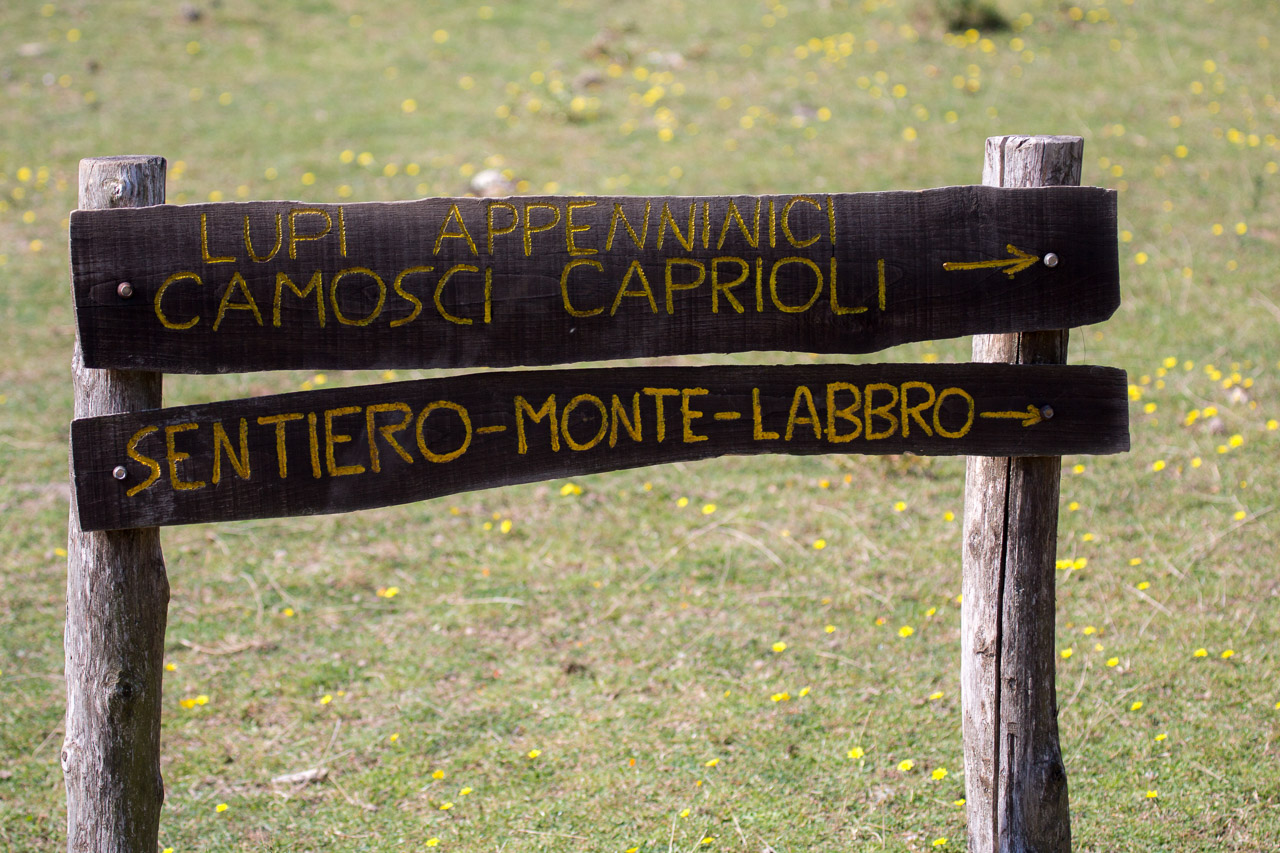 LUPI APPENNINICI
CAMOSCI CAPRIOLI →
SENTIERO-MONTE-LABBRO→